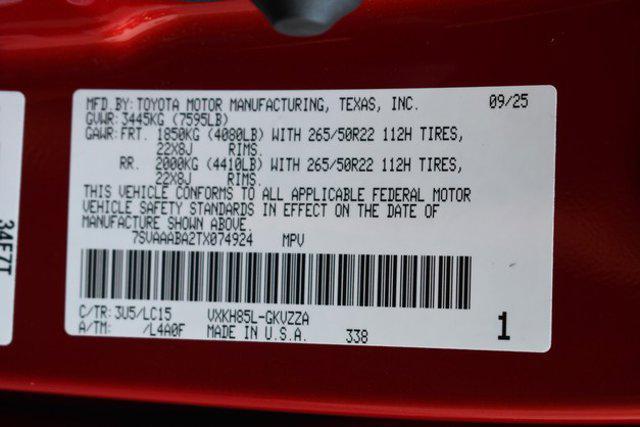 MFD.BY:TOYOTA MOTOR MANUFACTURING, TEXAS, INC. 09/25
GVWR:3445KG (7595LB)
GAWR:FRT. 1850KG (4080LB) WITH 265/50R22 112H TIRES,
22X8J RIMS.
RR. 2000KG (4410LB) WITH 265/50R22 112H TIRES,
22X8J RIMS.
THIS VEHICLE CONFORMS TO ALL APPLICABLE FEDERAL MOTOR
VEHICLE SAFETY STANDARDS IN EFFECT ON THE DATE OF
MANUFACTURE SHOWN ABOVE.
7SVAAABA2TX074924 MPV
C/TR:3U5/LC15 VXKH85L-GKVZZA
A/TM: /L4A0F MADE IN U.S.A. 338 1
34F7T